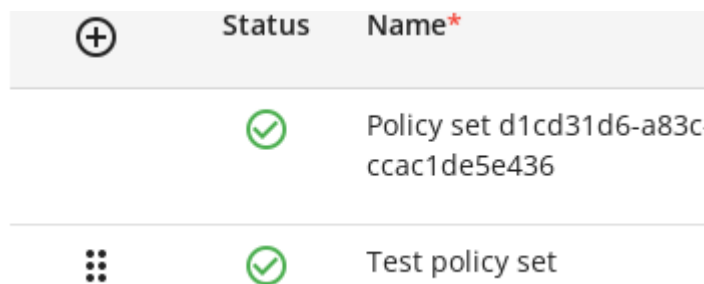 Status Name*
Policy set d1cd31d6-a83c-
ccac1de5e436
Test policy set